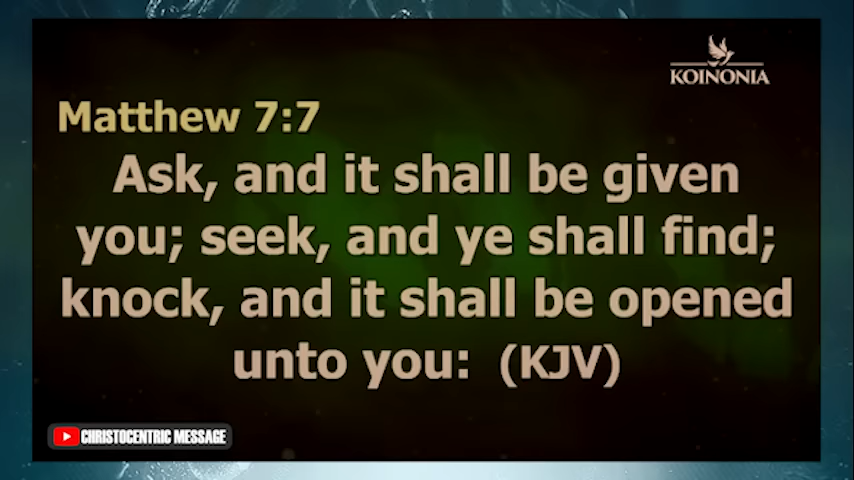 KOINONIA
Matthew 7:7
Ask, and it shall be given
you; seek, and ye shall find;
knock, and it shall be opened
unto you: (KJV)
CHRISTOCENTRIC MESSAGE